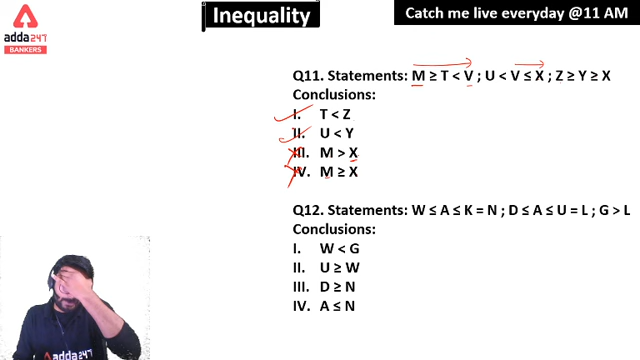 adda247
BANKERS
Inequality
Catch me live everyday @11 AM
Q11. Statements: M ≥ T < V ; U < V ≤ X ; Z ≥ Y ≥ X
Conclusions:
I. T < Z
II. U < Y
III. M > X
IV. M ≥ X
Q12. Statements: W ≤ A ≤ K = N ; D ≤ A ≤ U = L ; G > L
Conclusions:
I. W < G
II. U ≥ W
III. D ≥ N
IV. A ≤ N
adda247